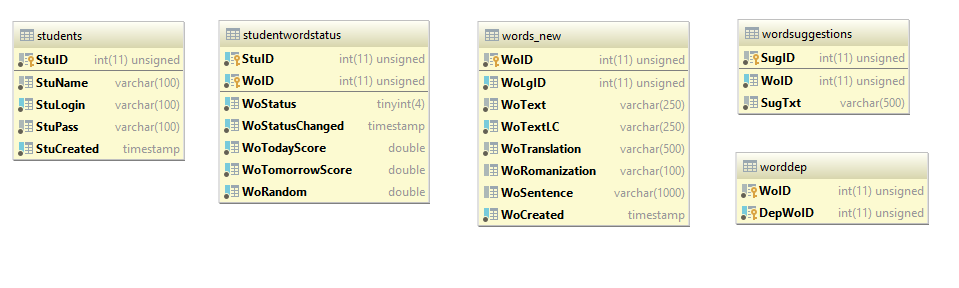 students
StuID int(11) unsigned
StuName varchar(100)
StuLogin varchar(100)
StuPass varchar(100)
StuCreated timestamp
studentwordstatus
StuID int(11) unsigned
WoID int(11) unsigned
WoStatus tinyint(4)
WoStatusChanged timestamp
WoTodayScore double
WoTomorrowScore double
WoRandom double
words_new
WoID int(11) unsigned
WoLgID int(11) unsigned
WoText varchar(250)
WoTextLC varchar(250)
WoTranslation varchar(500)
WoRomanization varchar(100)
WoSentence varchar(1000)
WoCreated timestamp
wordsuggestions
SugID int(11) unsigned
WoID int(11) unsigned
SugTxt varchar(500)
worddep
WoID int(11) unsigned
DepWoID int(11) unsigned